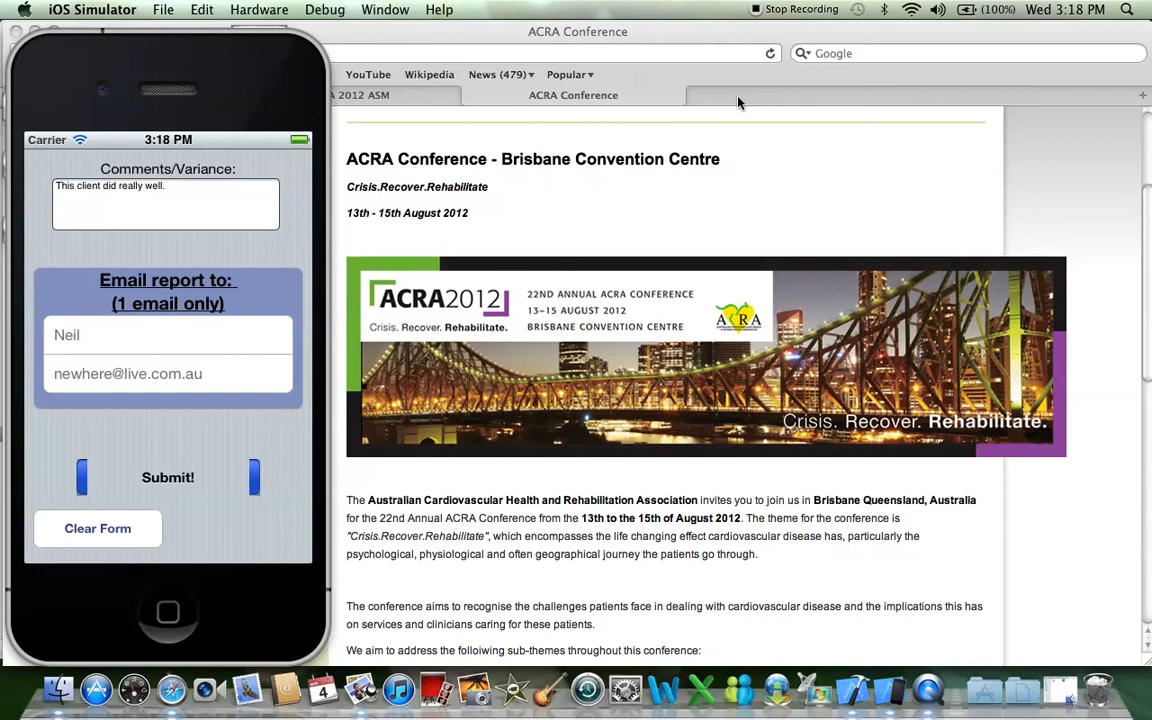 iOS Simulator File Edit Hardware Debug Window Help Stop Recording (100%) Wed 3:18 PM
ACRA Conference
Google
YouTube Wikipedia News (479)▾ Popular▾
2012 ASM ACRA Conference +
Carrier 3:18 PM
Comments/Variance:
This client did really well.
Email report to:
(1 email only)
Neil
newhere@live.com.au
Submit!
Clear Form
ACRA Conference - Brisbane Convention Centre
Crisis.Recover.Rehabilitate
13th - 15th August 2012
ACRA2012
Crisis. Recover. Rehabilitate.
22ND ANNUAL ACRA CONFERENCE
13–15 AUGUST 2012
BRISBANE CONVENTION CENTRE
ACRA
Crisis. Recover. Rehabilitate.
The Australian Cardiovascular Health and Rehabilitation Association invites you to join us in Brisbane Queensland, Australia
for the 22nd Annual ACRA Conference from the 13th to the 15th of August 2012. The theme for the conference is
"Crisis.Recover.Rehabilitate", which encompasses the life changing effect cardiovascular disease has, particularly the
psychological, physiological and often geographical journey the patients go through.
The conference aims to recognise the challenges patients face in dealing with cardiovascular disease and the implications this has
on services and clinicians caring for these patients.
We aim to address the folloiwing sub-themes throughout this conference:
4